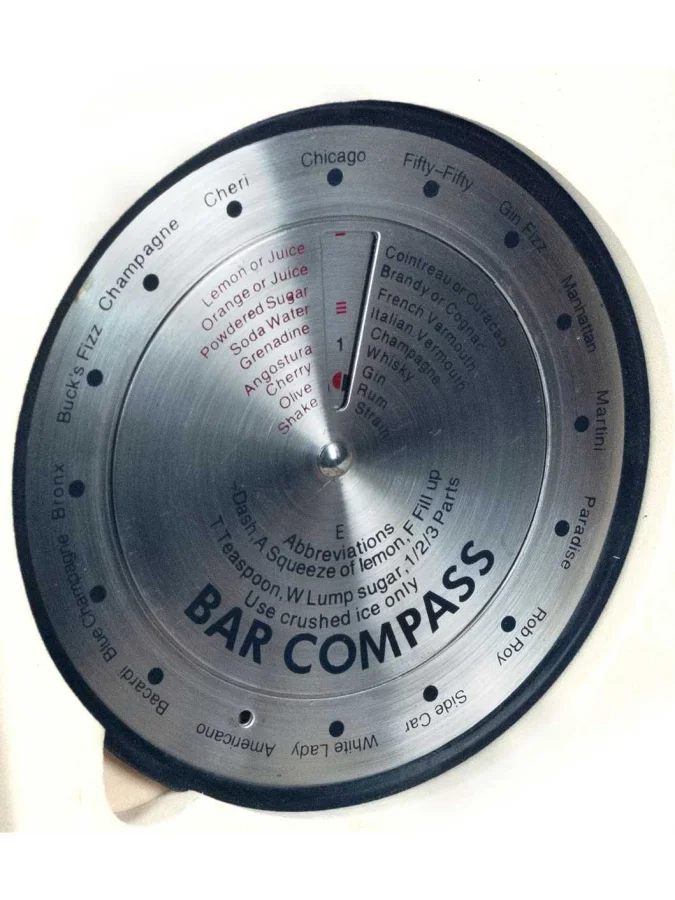 Chicago
Fifty-Fifty
Gin Fizz
Manhattan
Martini
Paradise
Rob Roy
Side Car
White Lady
Americano
Bacardi
Blue Champagne
Bronx
Buck's Fizz
Champagne
Cheri
Lemon or Juice
Orange or Juice
Powdered Sugar
Soda Water
Grenadine
Angostura
Cherry
Olive
Shake
1
Cointreau or Curacao
Brandy or Cognac
French Varmouth
Italian Vermouth
Champagne
Whisky
Gin
Rum
Strain
E
Abbreviations
~Dash, A Squeeze of lemon, F Fill up
T Teaspoon, W Lump sugar, 1/2/3 Parts
Use crushed ice only
BAR COMPASS